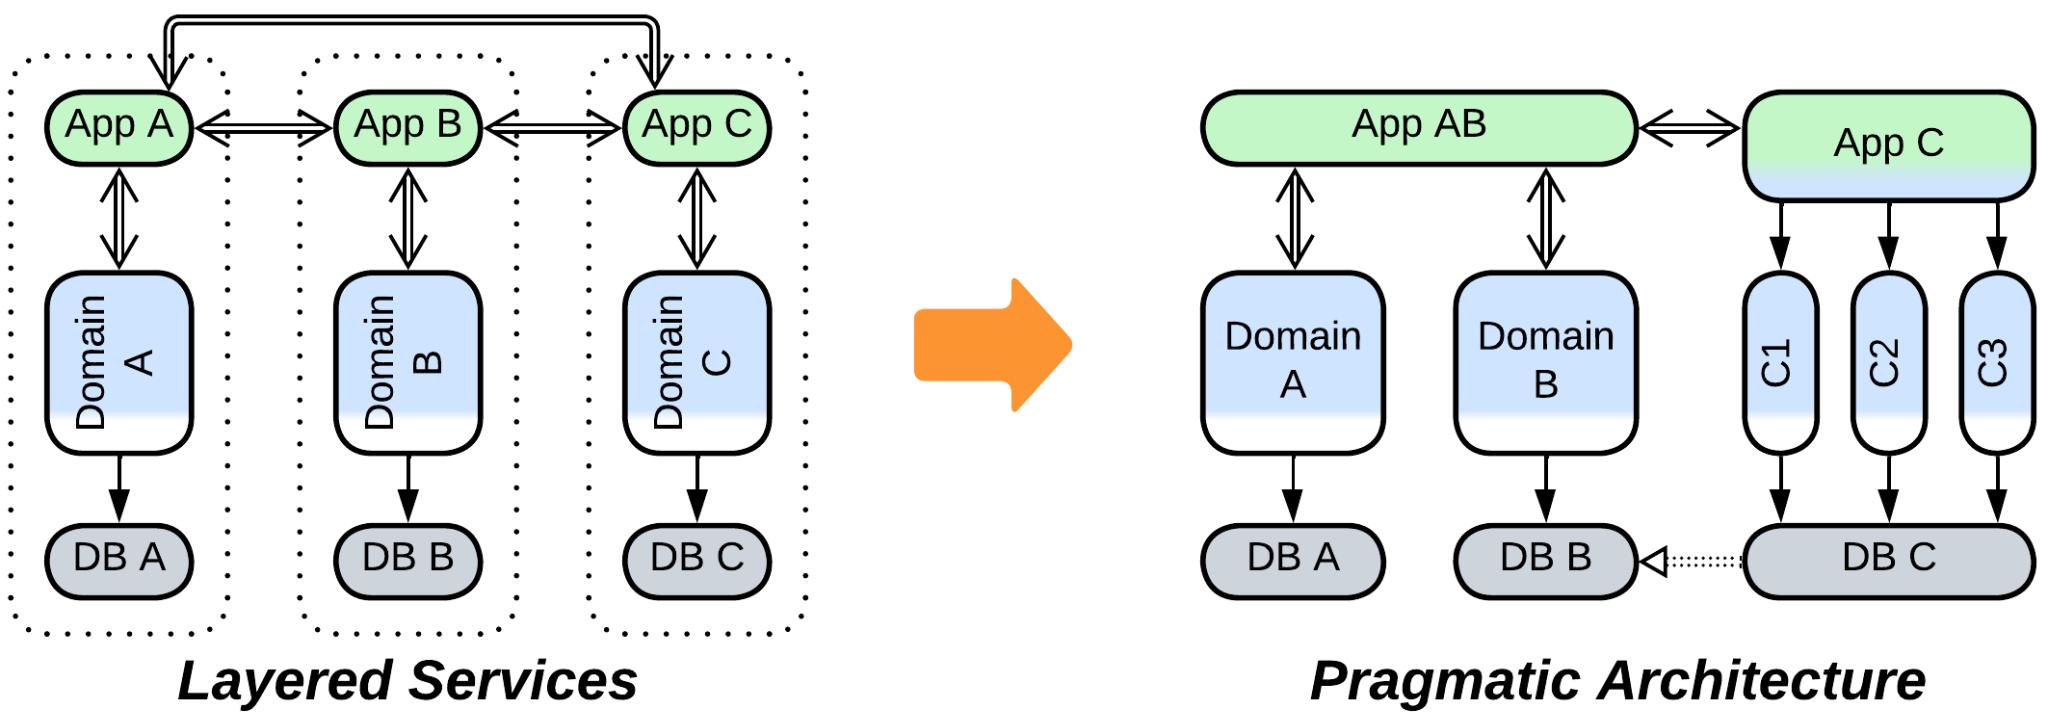 App A
App B
App C
Domain
A
Domain
B
Domain
C
DB A
DB B
DB C
Layered Services
App AB
App C
Domain
A
Domain
B
C1
C2
C3
DB A
DB B
DB C
Pragmatic Architecture